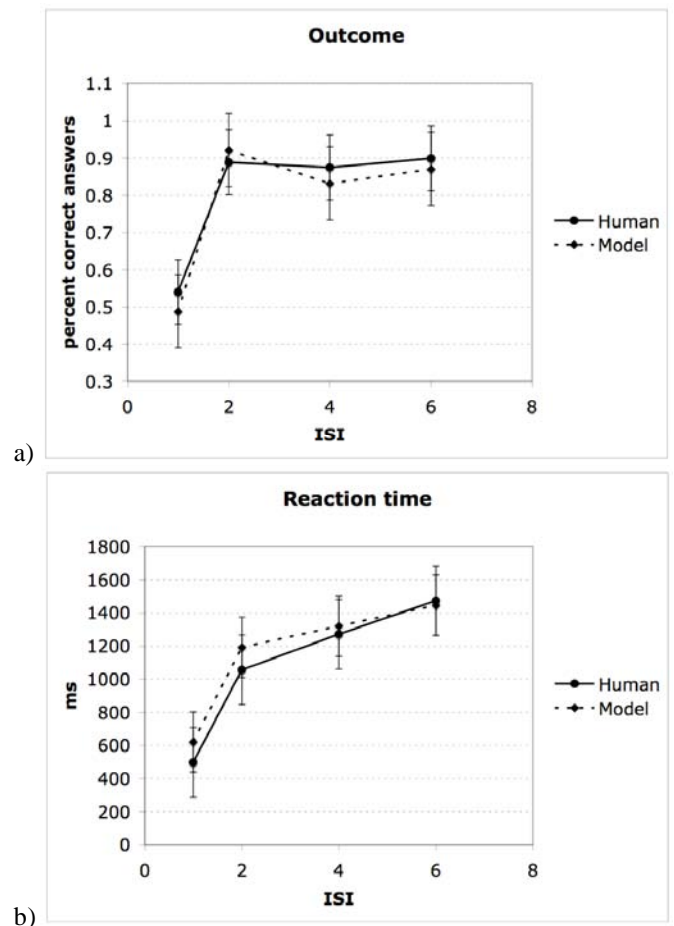 Outcome
1.1
1
0.9
0.8
0.7
0.6
0.5
0.4
0.3
percent correct answers
0 2 4 6 8
ISI
Human
Model
a)
Reaction time
1800
1600
1400
1200
1000
800
600
400
200
0
ms
0 2 4 6 8
ISI
Human
Model
b)